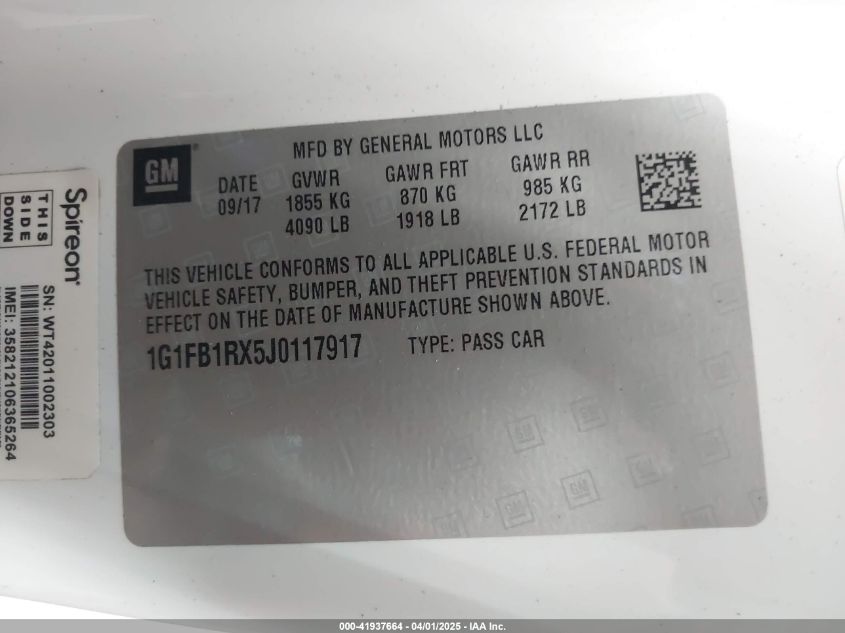 MFD BY GENERAL MOTORS LLC
GM
DATE GVWR GAWR FRT GAWR RR
09/17 1855 KG 870 KG 985 KG
4090 LB 1918 LB 2172 LB
THIS VEHICLE CONFORMS TO ALL APPLICABLE U.S. FEDERAL MOTOR
VEHICLE SAFETY, BUMPER, AND THEFT PREVENTION STANDARDS IN
EFFECT ON THE DATE OF MANUFACTURE SHOWN ABOVE.
1G1FB1RX5J0117917 TYPE: PASS CAR
Spireon
THIS
SIDE
DOWN
SN: WT42011002303
IMEI: 358212106365264
000-41937664 - 04/01/2025 - IAA Inc.